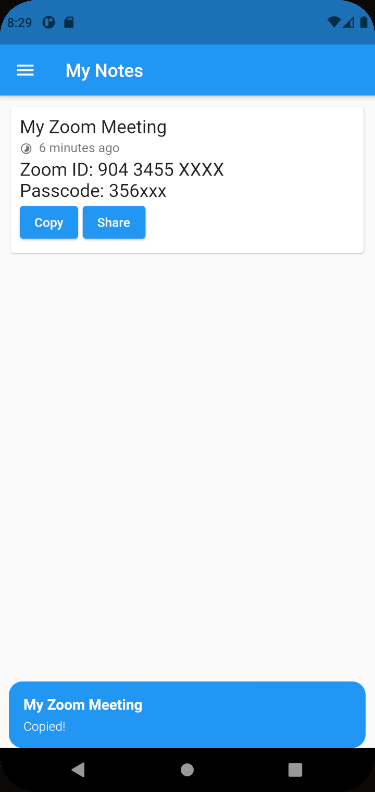 8:29
My Notes
My Zoom Meeting
6 minutes ago
Zoom ID: 904 3455 XXXX
Passcode: 356xxx
Copy Share
My Zoom Meeting
Copied!